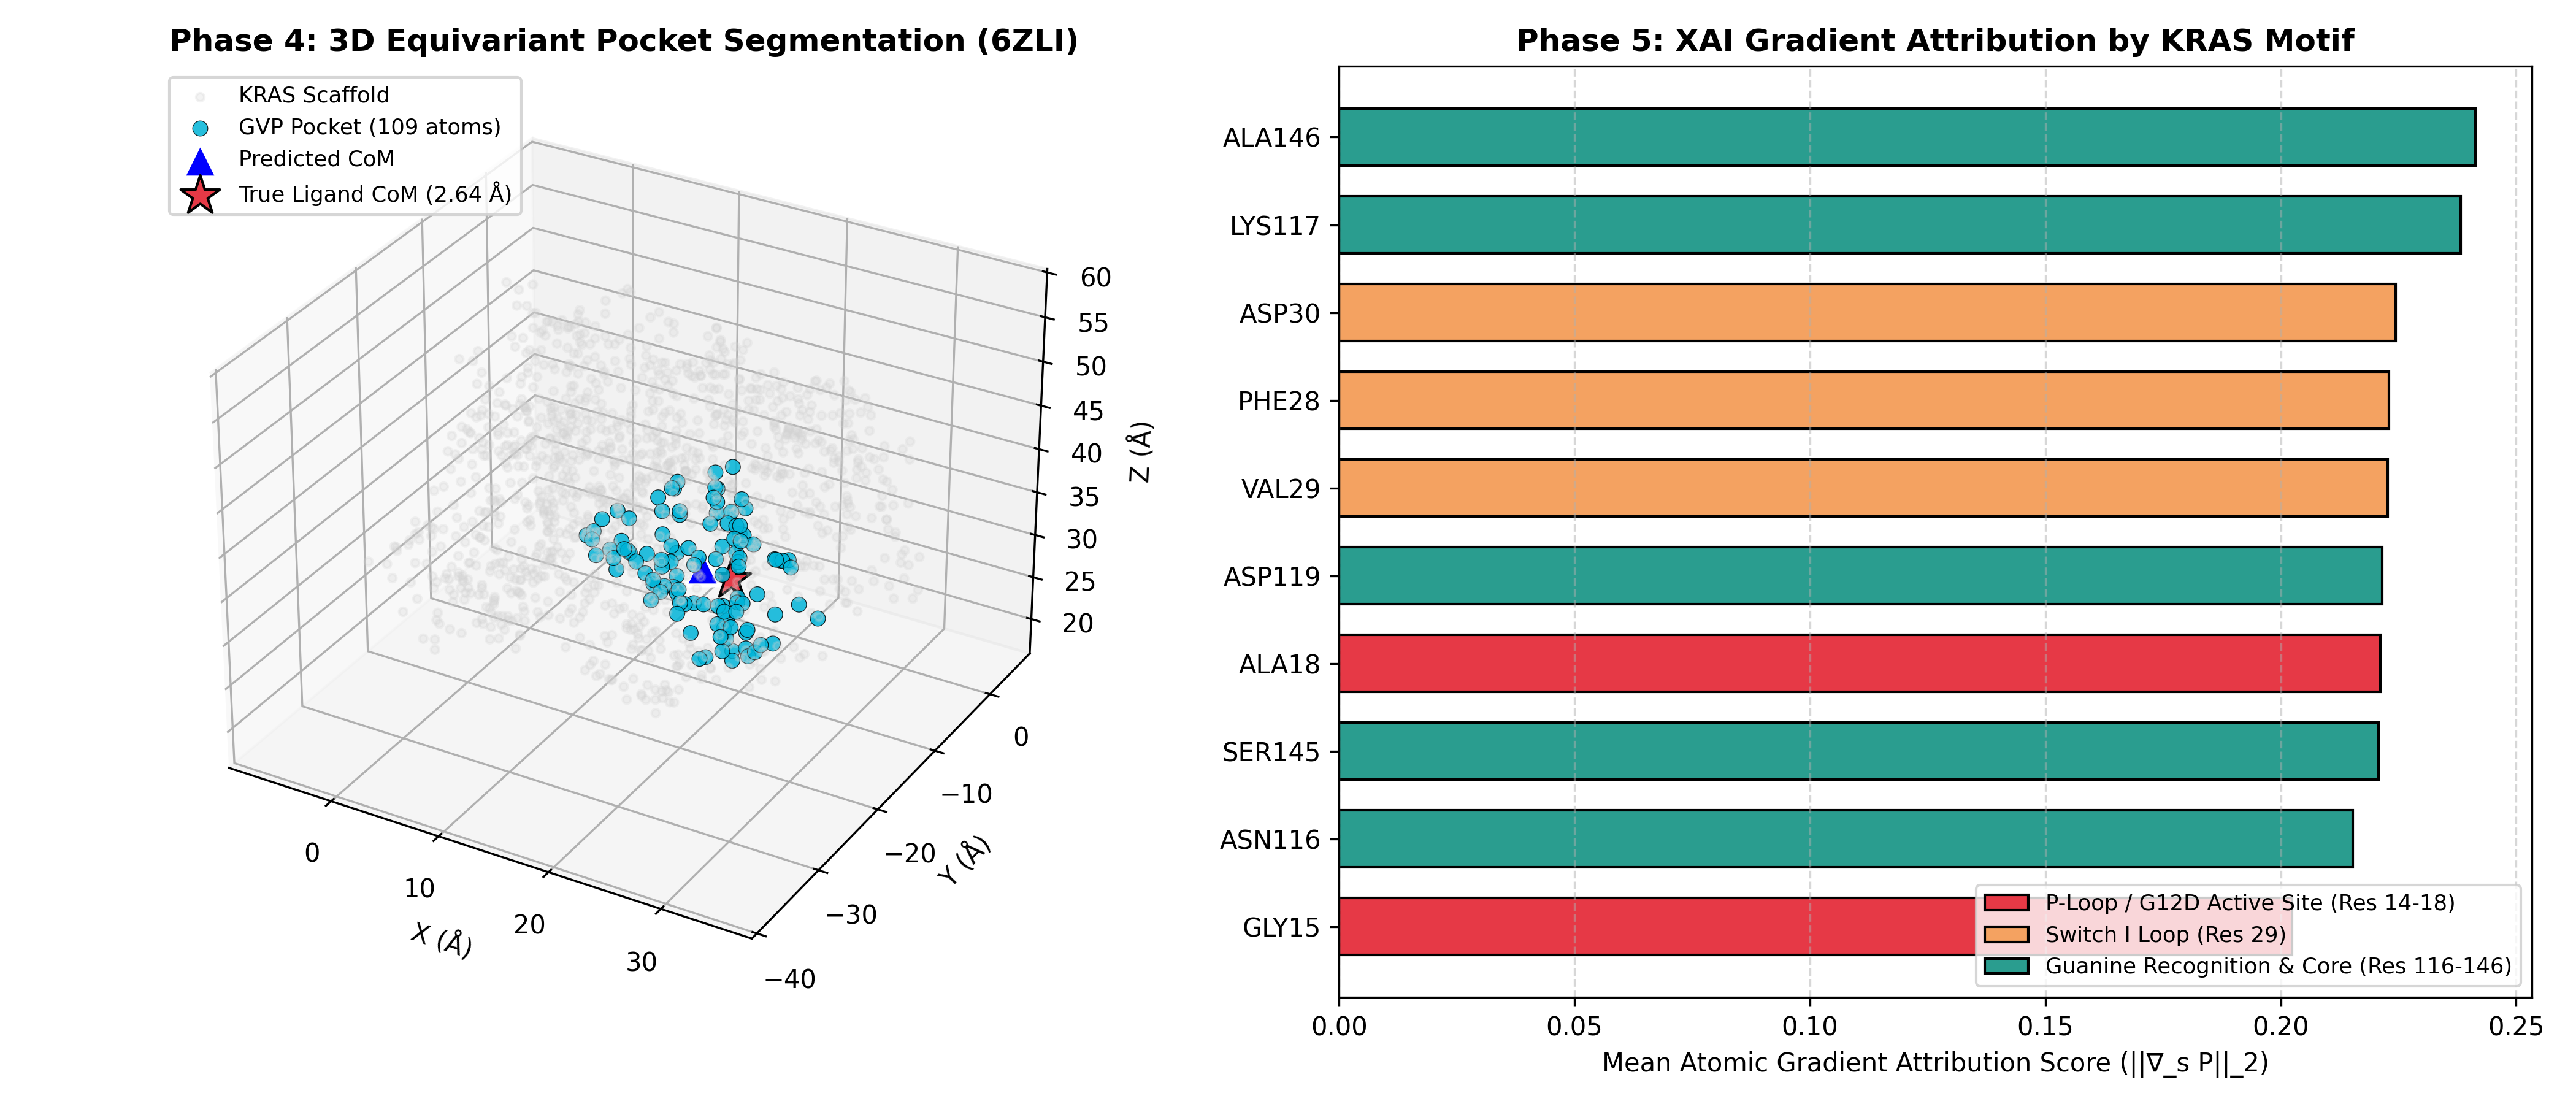 Phase 4: 3D Equivariant Pocket Segmentation (6ZLI)
KRAS Scaffold
GVP Pocket (109 atoms)
Predicted CoM
True Ligand CoM (2.64 Å)
60
55
50
45
40
35
30
25
20
Z (Å)
0
−10
−20
−30
−40
Y (Å)
0
10
20
30
X (Å)
Phase 5: XAI Gradient Attribution by KRAS Motif
ALA146
LYS117
ASP30
PHE28
VAL29
ASP119
ALA18
SER145
ASN116
GLY15
P-Loop / G12D Active Site (Res 14-18)
Switch I Loop (Res 29)
Guanine Recognition & Core (Res 116-146)
0.00
0.05
0.10
0.15
0.20
0.25
Mean Atomic Gradient Attribution Score (||∇_s P||_2)